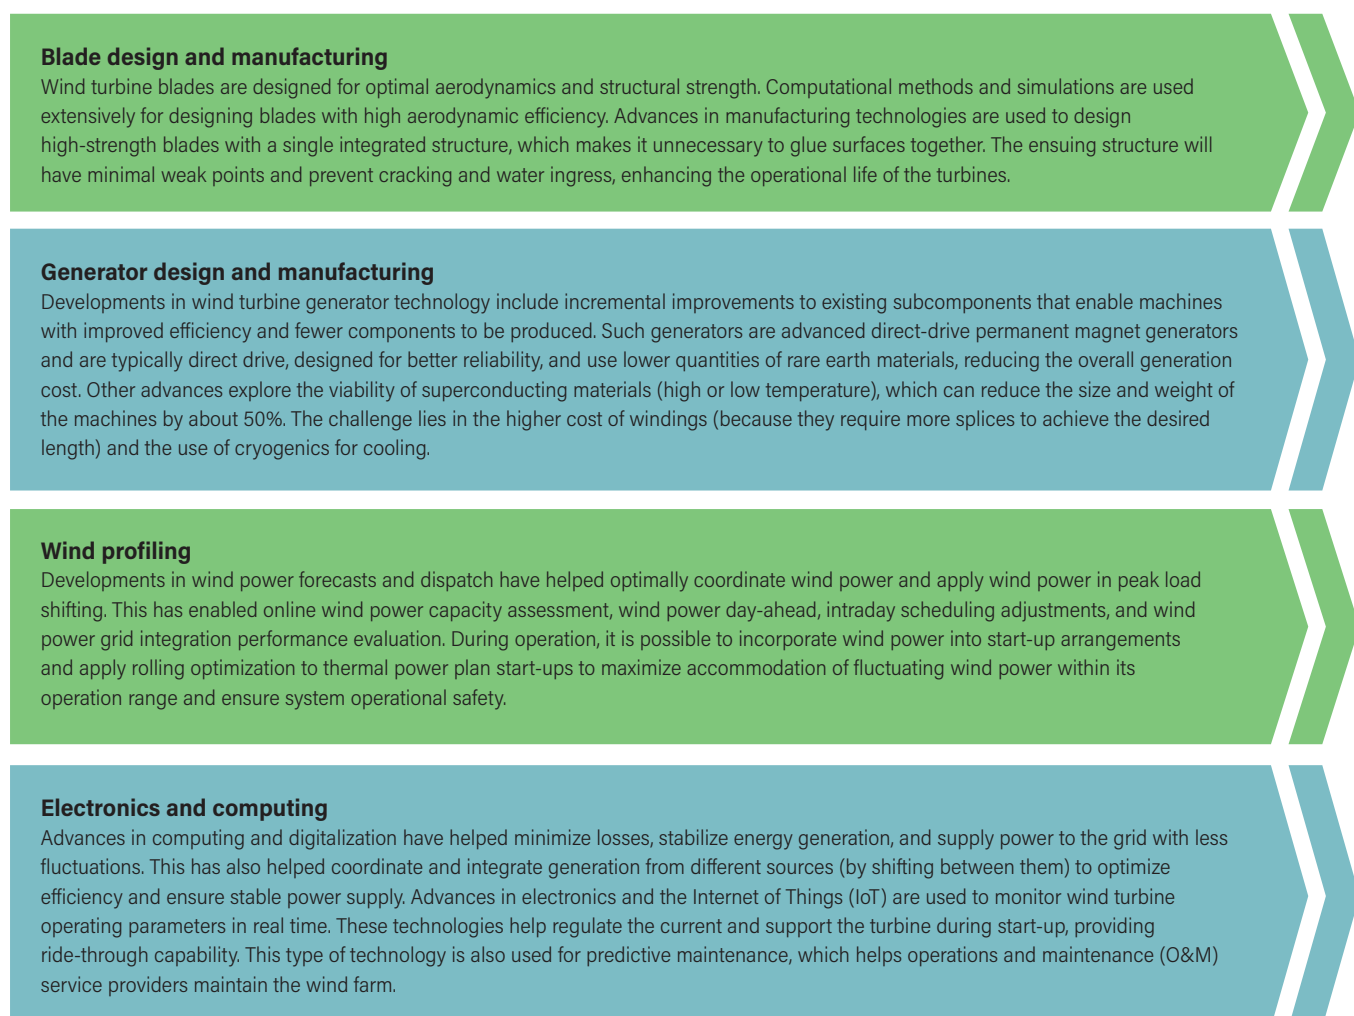 Blade design and manufacturing
Wind turbine blades are designed for optimal aerodynamics and structural strength. Computational methods and simulations are used
extensively for designing blades with high aerodynamic efficiency. Advances in manufacturing technologies are used to design
high-strength blades with a single integrated structure, which makes it unnecessary to glue surfaces together. The ensuing structure will
have minimal weak points and prevent cracking and water ingress, enhancing the operational life of the turbines.
Generator design and manufacturing
Developments in wind turbine generator technology include incremental improvements to existing subcomponents that enable machines
with improved efficiency and fewer components to be produced. Such generators are advanced direct-drive permanent magnet generators
and are typically direct drive, designed for better reliability, and use lower quantities of rare earth materials, reducing the overall generation
cost. Other advances explore the viability of superconducting materials (high or low temperature), which can reduce the size and weight of
the machines by about 50%. The challenge lies in the higher cost of windings (because they require more splices to achieve the desired
length) and the use of cryogenics for cooling.
Wind profiling
Developments in wind power forecasts and dispatch have helped optimally coordinate wind power and apply wind power in peak load
shifting. This has enabled online wind power capacity assessment, wind power day-ahead, intraday scheduling adjustments, and wind
power grid integration performance evaluation. During operation, it is possible to incorporate wind power into start-up arrangements
and apply rolling optimization to thermal power plan start-ups to maximize accommodation of fluctuating wind power within its
operation range and ensure system operational safety.
Electronics and computing
Advances in computing and digitalization have helped minimize losses, stabilize energy generation, and supply power to the grid with less
fluctuations. This has also helped coordinate and integrate generation from different sources (by shifting between them) to optimize
efficiency and ensure stable power supply. Advances in electronics and the Internet of Things (IoT) are used to monitor wind turbine
operating parameters in real time. These technologies help regulate the current and support the turbine during start-up, providing
ride-through capability. This type of technology is also used for predictive maintenance, which helps operations and maintenance (O&M)
service providers maintain the wind farm.